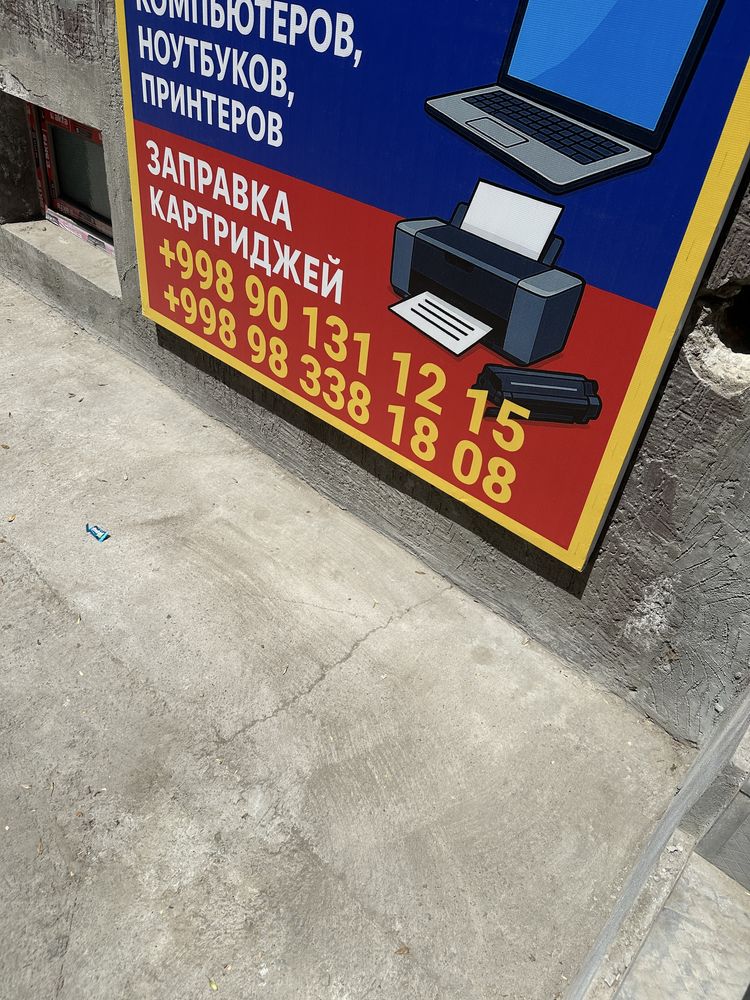 КОМПЬЮТЕРОВ,
НОУТБУКОВ,
ПРИНТЕРОВ
ЗАПРАВКА
КАРТРИДЖЕЙ
+998 90 131 12 15
+998 98 338 18 08